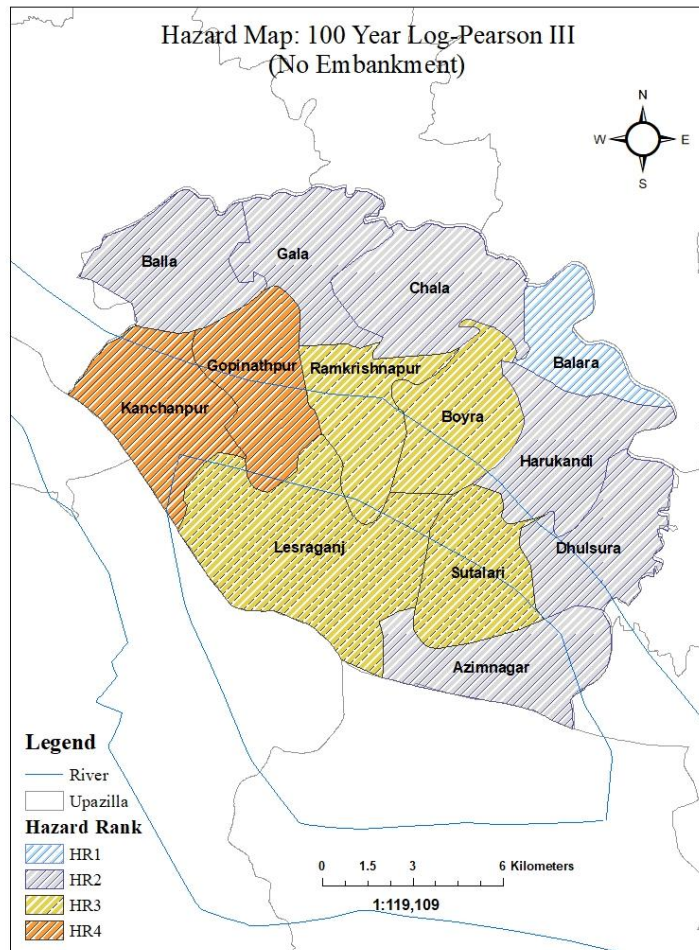 Hazard Map: 100 Year Log-Pearson III
(No Embankment)
N
W E
S
Balla
Gala
Chala
Balara
Gopinathpur
Ramkrishnapur
Kanchanpur
Boyra
Harukandi
Lesraganj
Sutalari
Dhulsura
Azimnagar
Legend
River
Upazilla
Hazard Rank
HR1
HR2
HR3
HR4
0 1.5 3 6 Kilometers
1:119,109